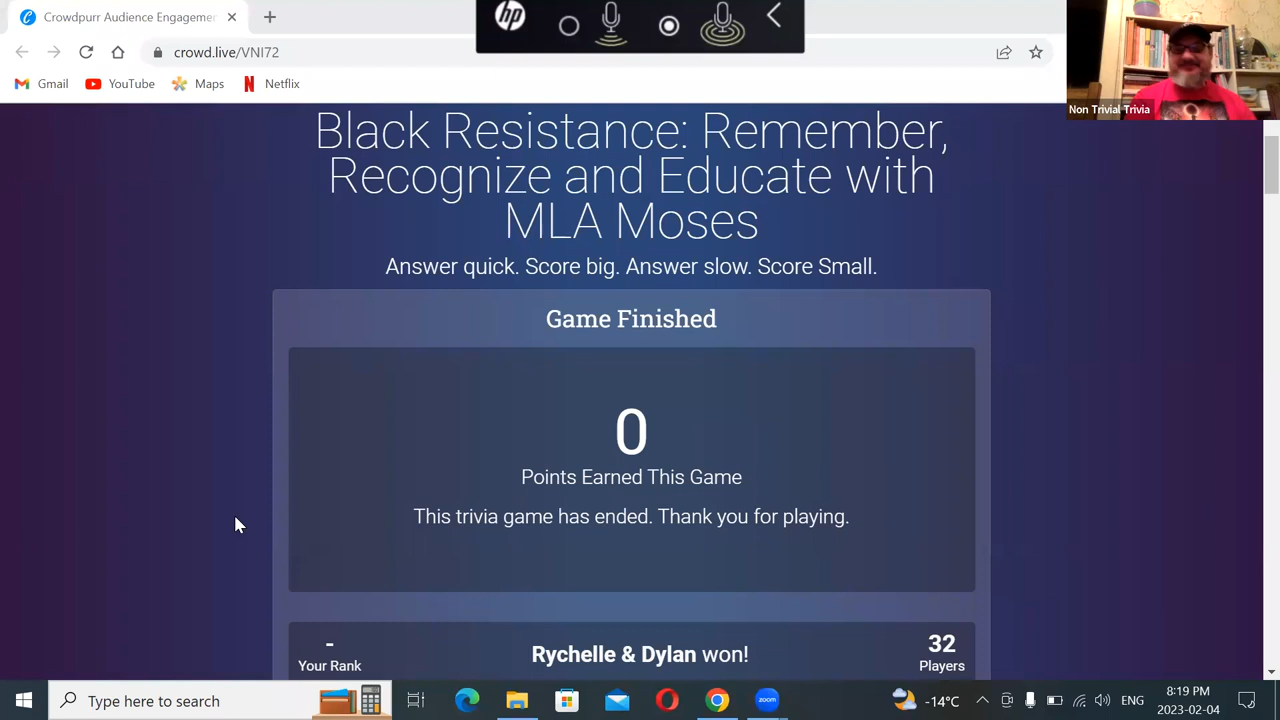 Crowdpurr Audience Engagemen
hp
crowd.live/VNI72
Gmail
YouTube
Maps
Netflix
Non Trivial Trivia
Black Resistance: Remember,
Recognize and Educate with
MLA Moses
Answer quick. Score big. Answer slow. Score Small.
Game Finished
0
Points Earned This Game
This trivia game has ended. Thank you for playing.
-
Your Rank
Rychelle & Dylan won!
32
Players
Type here to search
zoom
-14°C
ENG
8:19 PM
2023-02-04